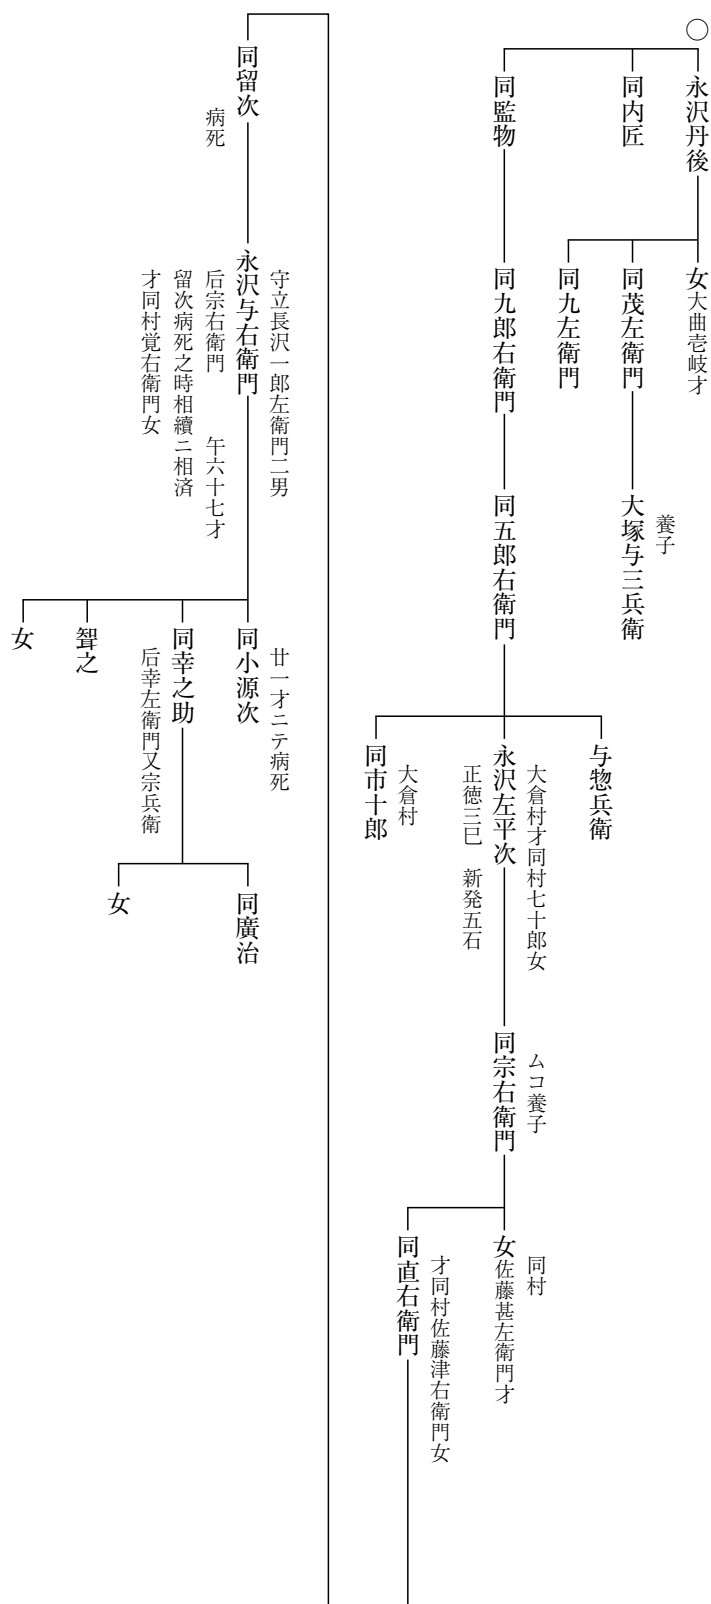 ○
永沢丹後
女大曲壱岐才
同内匠
同茂左衛門
養子
大塚与三兵衛
同九左衛門
同監物
同九郎右衛門
同五郎右衛門
与惣兵衛
大倉村才同村七十郎女
永沢左平次
正徳三巳 新発五石
大倉村
同市十郎
ムコ養子
同宗右衛門
同村
女佐藤甚左衛門才
才同村佐藤津右衛門女
同直右衛門
同留次
病死
守立長沢一郎左衛門二男
永沢与右衛門
后宗右衛門 午六十七才
留次病死之時相續ニ相済
才同村覚右衛門女
廿一才ニテ病死
同小源次
同幸之助
后幸左衛門又宗兵衛
聟之
女
同廣治
女